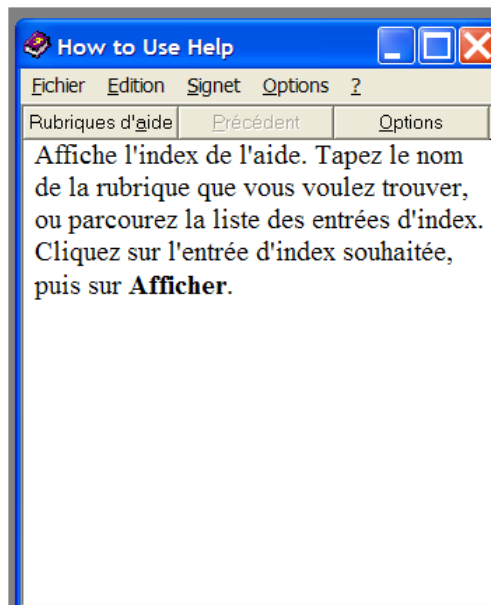 How to Use Help
Fichier Edition Signet Options ?
Rubriques d'aide Précédent Options
Affiche l'index de l'aide. Tapez le nom
de la rubrique que vous voulez trouver,
ou parcourez la liste des entrées d'index.
Cliquez sur l'entrée d'index souhaitée,
puis sur Afficher.